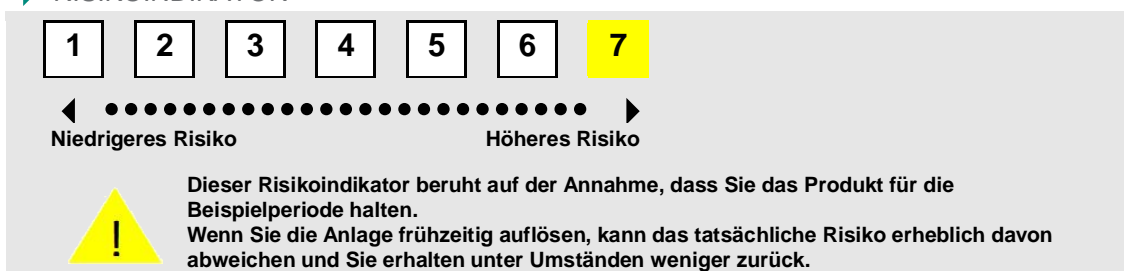 1 2 3 4 5 6 7
Niedrigeres Risiko Höheres Risiko
Dieser Risikoindikator beruht auf der Annahme, dass Sie das Produkt für die
Beispielperiode halten.
!
Wenn Sie die Anlage frühzeitig auflösen, kann das tatsächliche Risiko erheblich davon
abweichen und Sie erhalten unter Umständen weniger zurück.